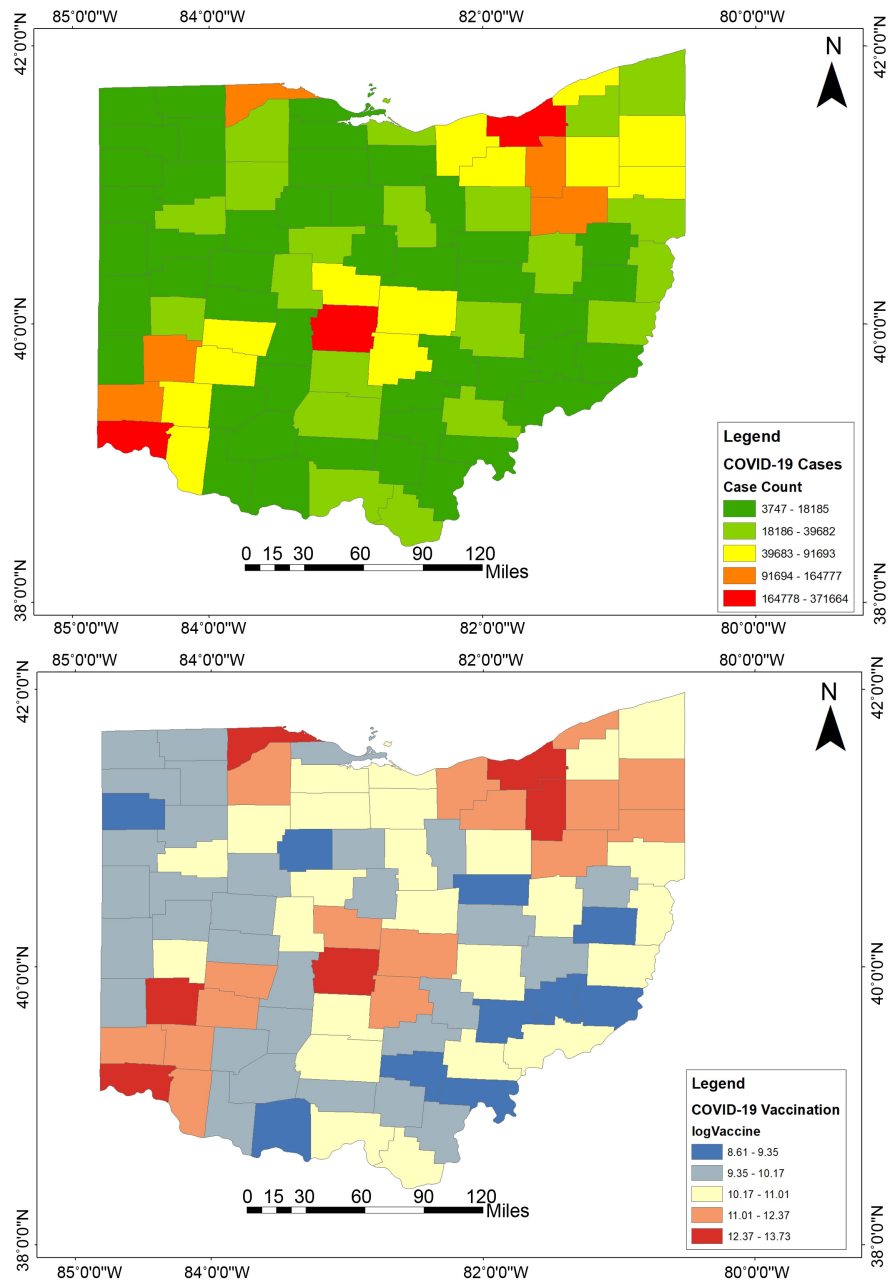 85°0'0"W 84°0'0"W 82°0'0"W 80°0'0"W
42°0'0"N 42°0'0"N
N
40°0'0"N 40°0'0"N
Legend
COVID-19 Cases
Case Count
3747 - 18185
18186 - 39682
39683 - 91693
91694 - 164777
164778 - 371664
0 15 30 60 90 120
Miles
38°0'0"N 38°0'0"N
85°0'0"W 84°0'0"W 82°0'0"W 80°0'0"W
85°0'0"W 84°0'0"W 82°0'0"W 80°0'0"W
42°0'0"N 42°0'0"N
N
40°0'0"N 40°0'0"N
Legend
COVID-19 Vaccination
logVaccine
8.61 - 9.35
9.35 - 10.17
10.17 - 11.01
11.01 - 12.37
12.37 - 13.73
0 15 30 60 90 120
Miles
38°0'0"N 38°0'0"N
85°0'0"W 84°0'0"W 82°0'0"W 80°0'0"W